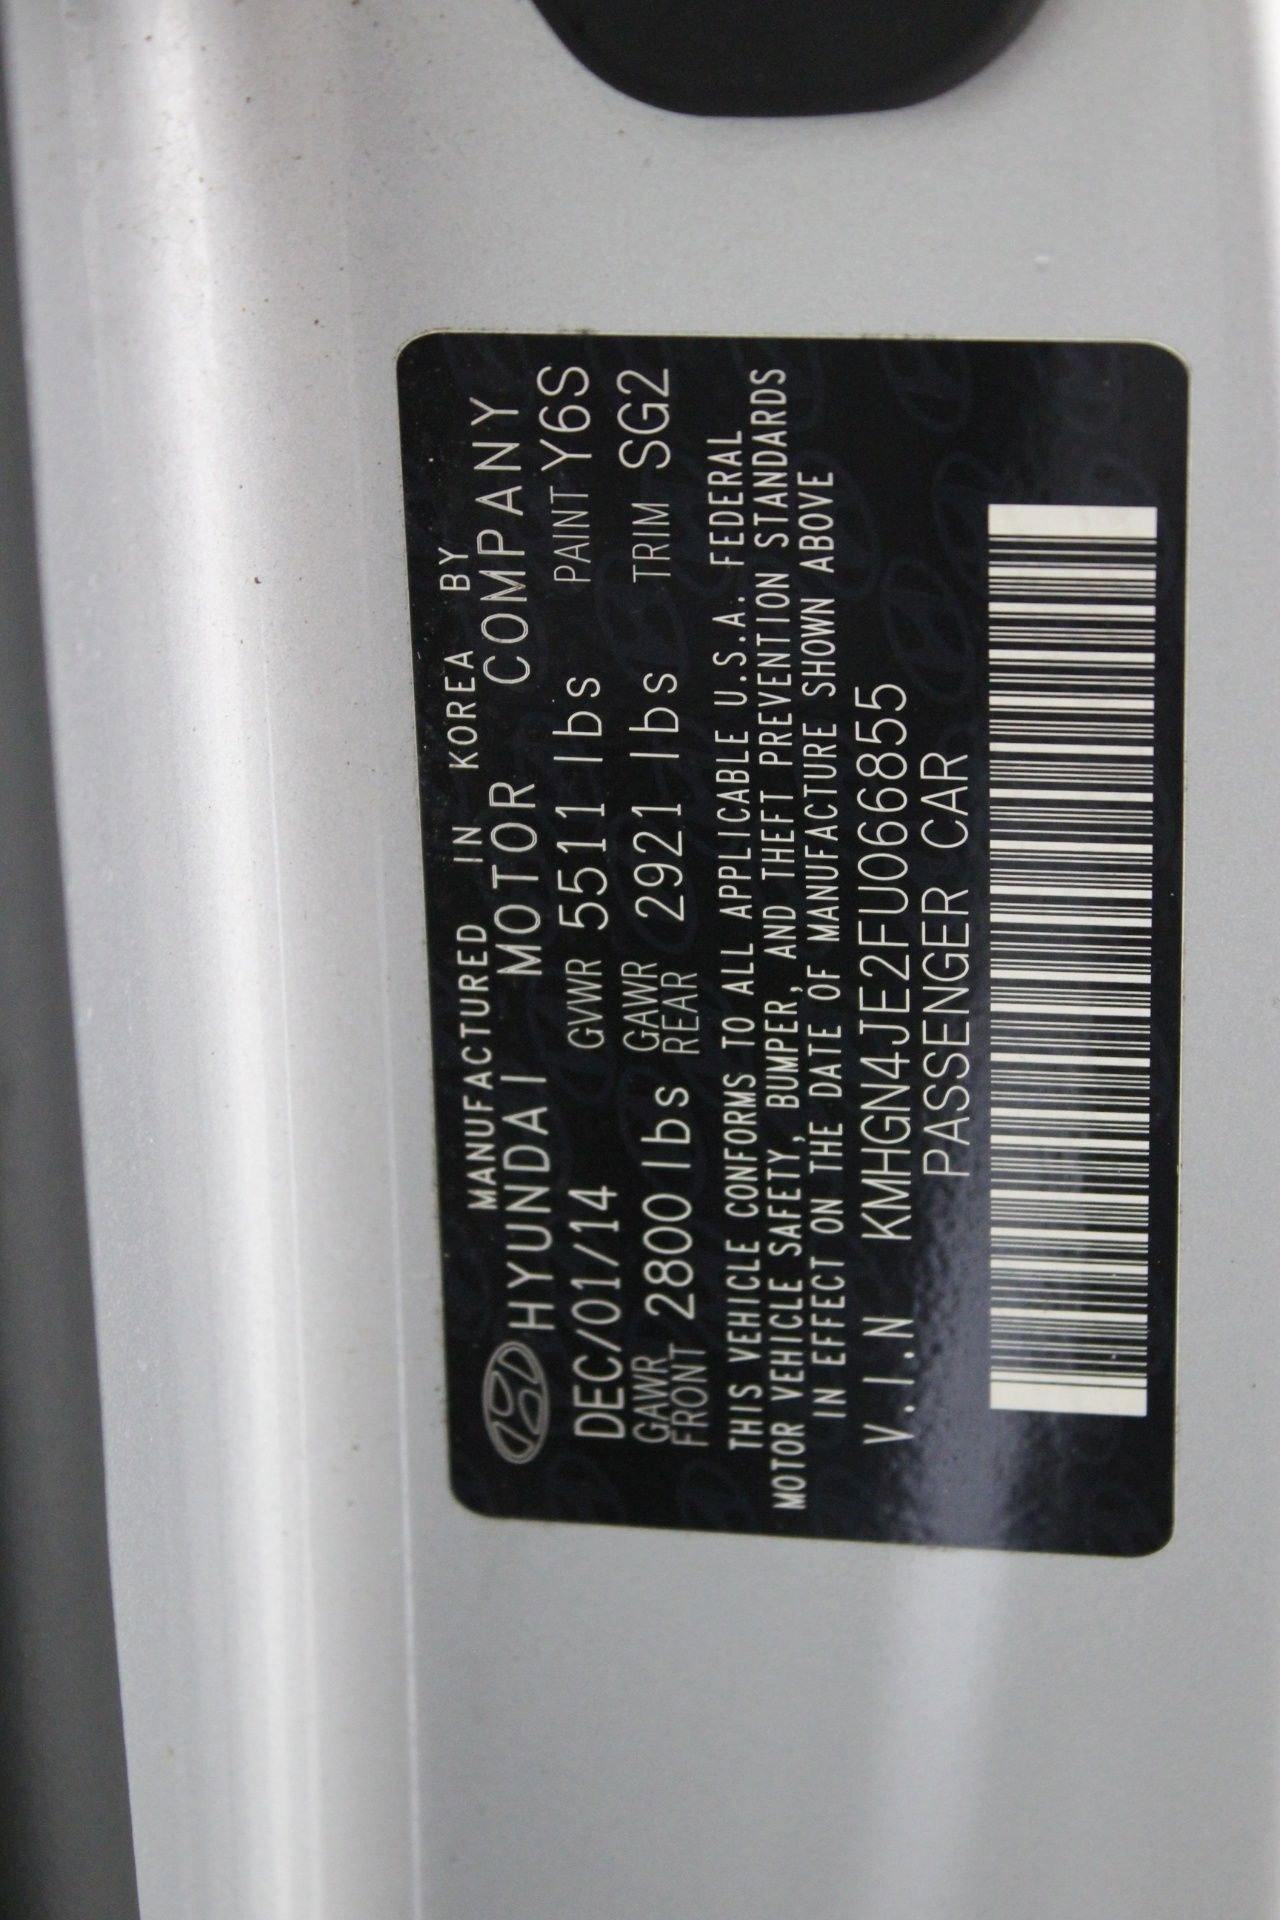 MANUFACTURED IN KOREA BY
HYUNDAI MOTOR COMPANY
DEC/01/14 GVWR 5511 lbs PAINT Y6S
GAWR FRONT 2800 lbs GAWR REAR 2921 lbs TRIM SG2
THIS VEHICLE CONFORMS TO ALL APPLICABLE U.S.A. FEDERAL
MOTOR VEHICLE SAFETY, BUMPER, AND THEFT PREVENTION STANDARDS
IN EFFECT ON THE DATE OF MANUFACTURE SHOWN ABOVE
V.I.N KMHGN4JE2FU066855
PASSENGER CAR